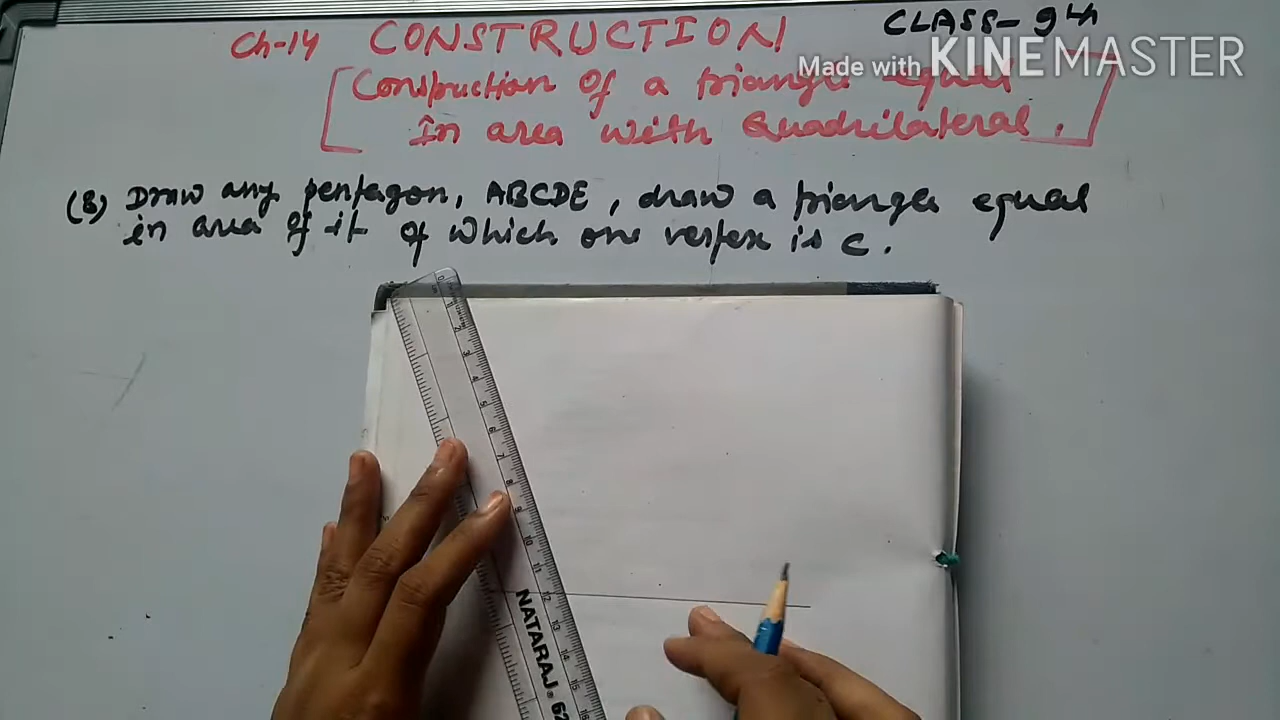 Ch-14 CONSTRUCTION CLASS-9th
Made with KINEMASTER
[Construction of a triangle equal
In area with Quadrilateral.]
(B) Draw any pentagon, ABCDE, draw a triangle equal
in area of it of which one vertex is C.
NATARAJ 62